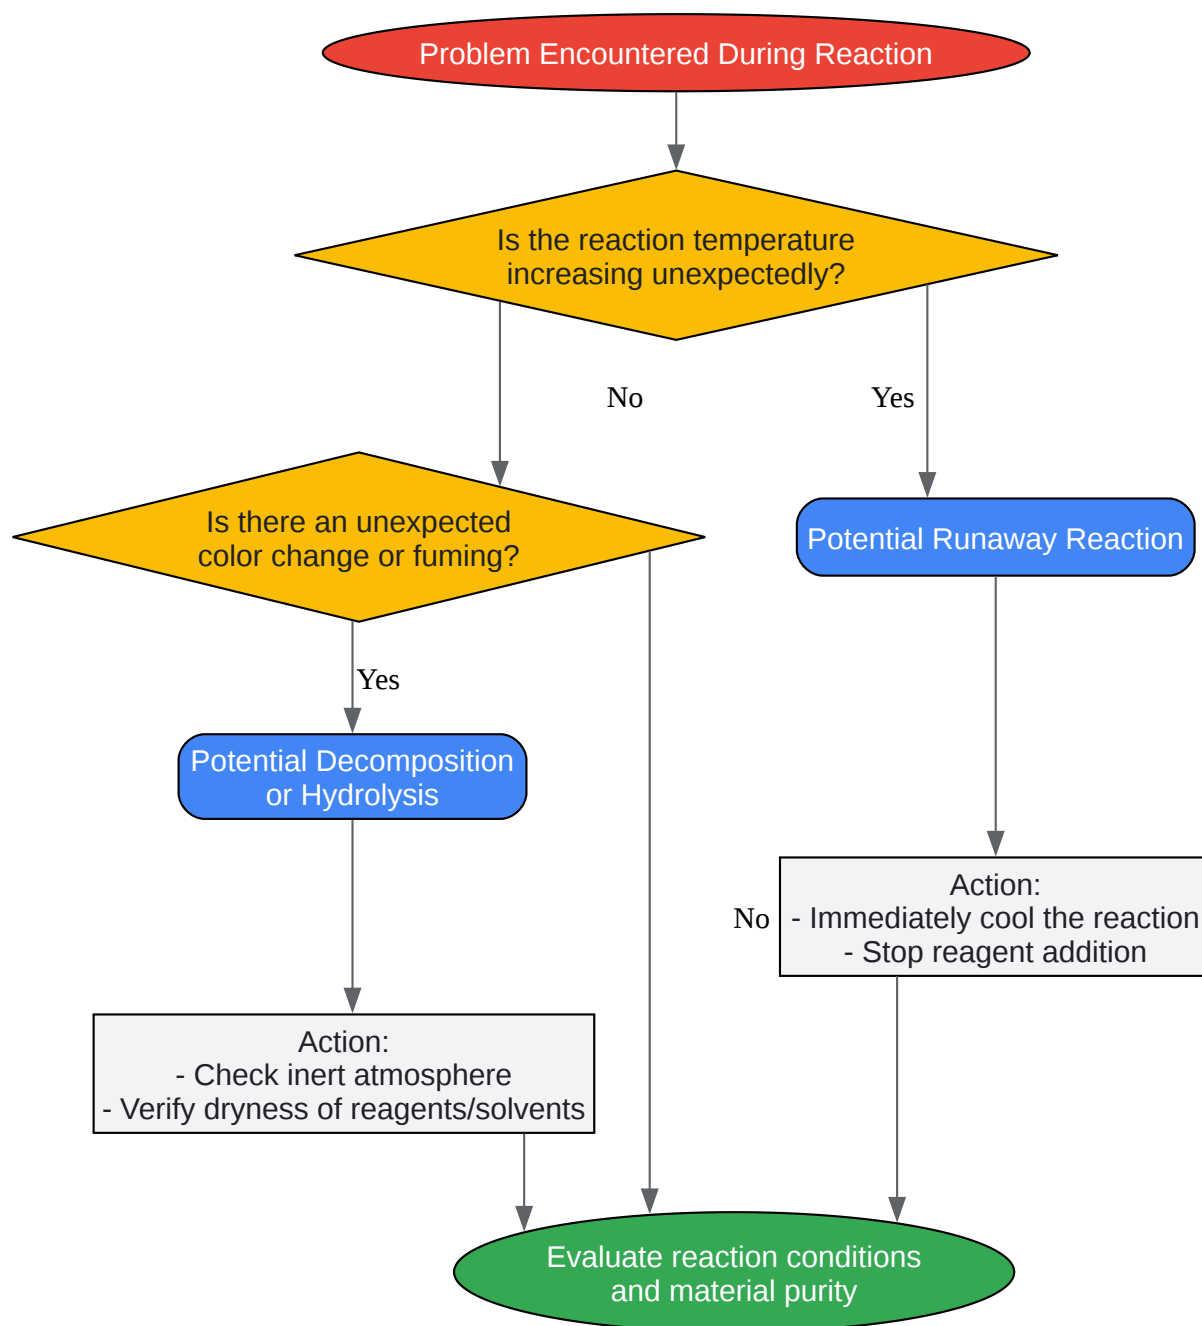 Problem Encountered During Reaction
Is the reaction temperature
increasing unexpectedly?
No
Yes
Is there an unexpected
color change or fuming?
Potential Runaway Reaction
Yes
Potential Decomposition
or Hydrolysis
No
Action:
- Immediately cool the reaction
- Stop reagent addition
Action:
- Check inert atmosphere
- Verify dryness of reagents/solvents
Evaluate reaction conditions
and material purity